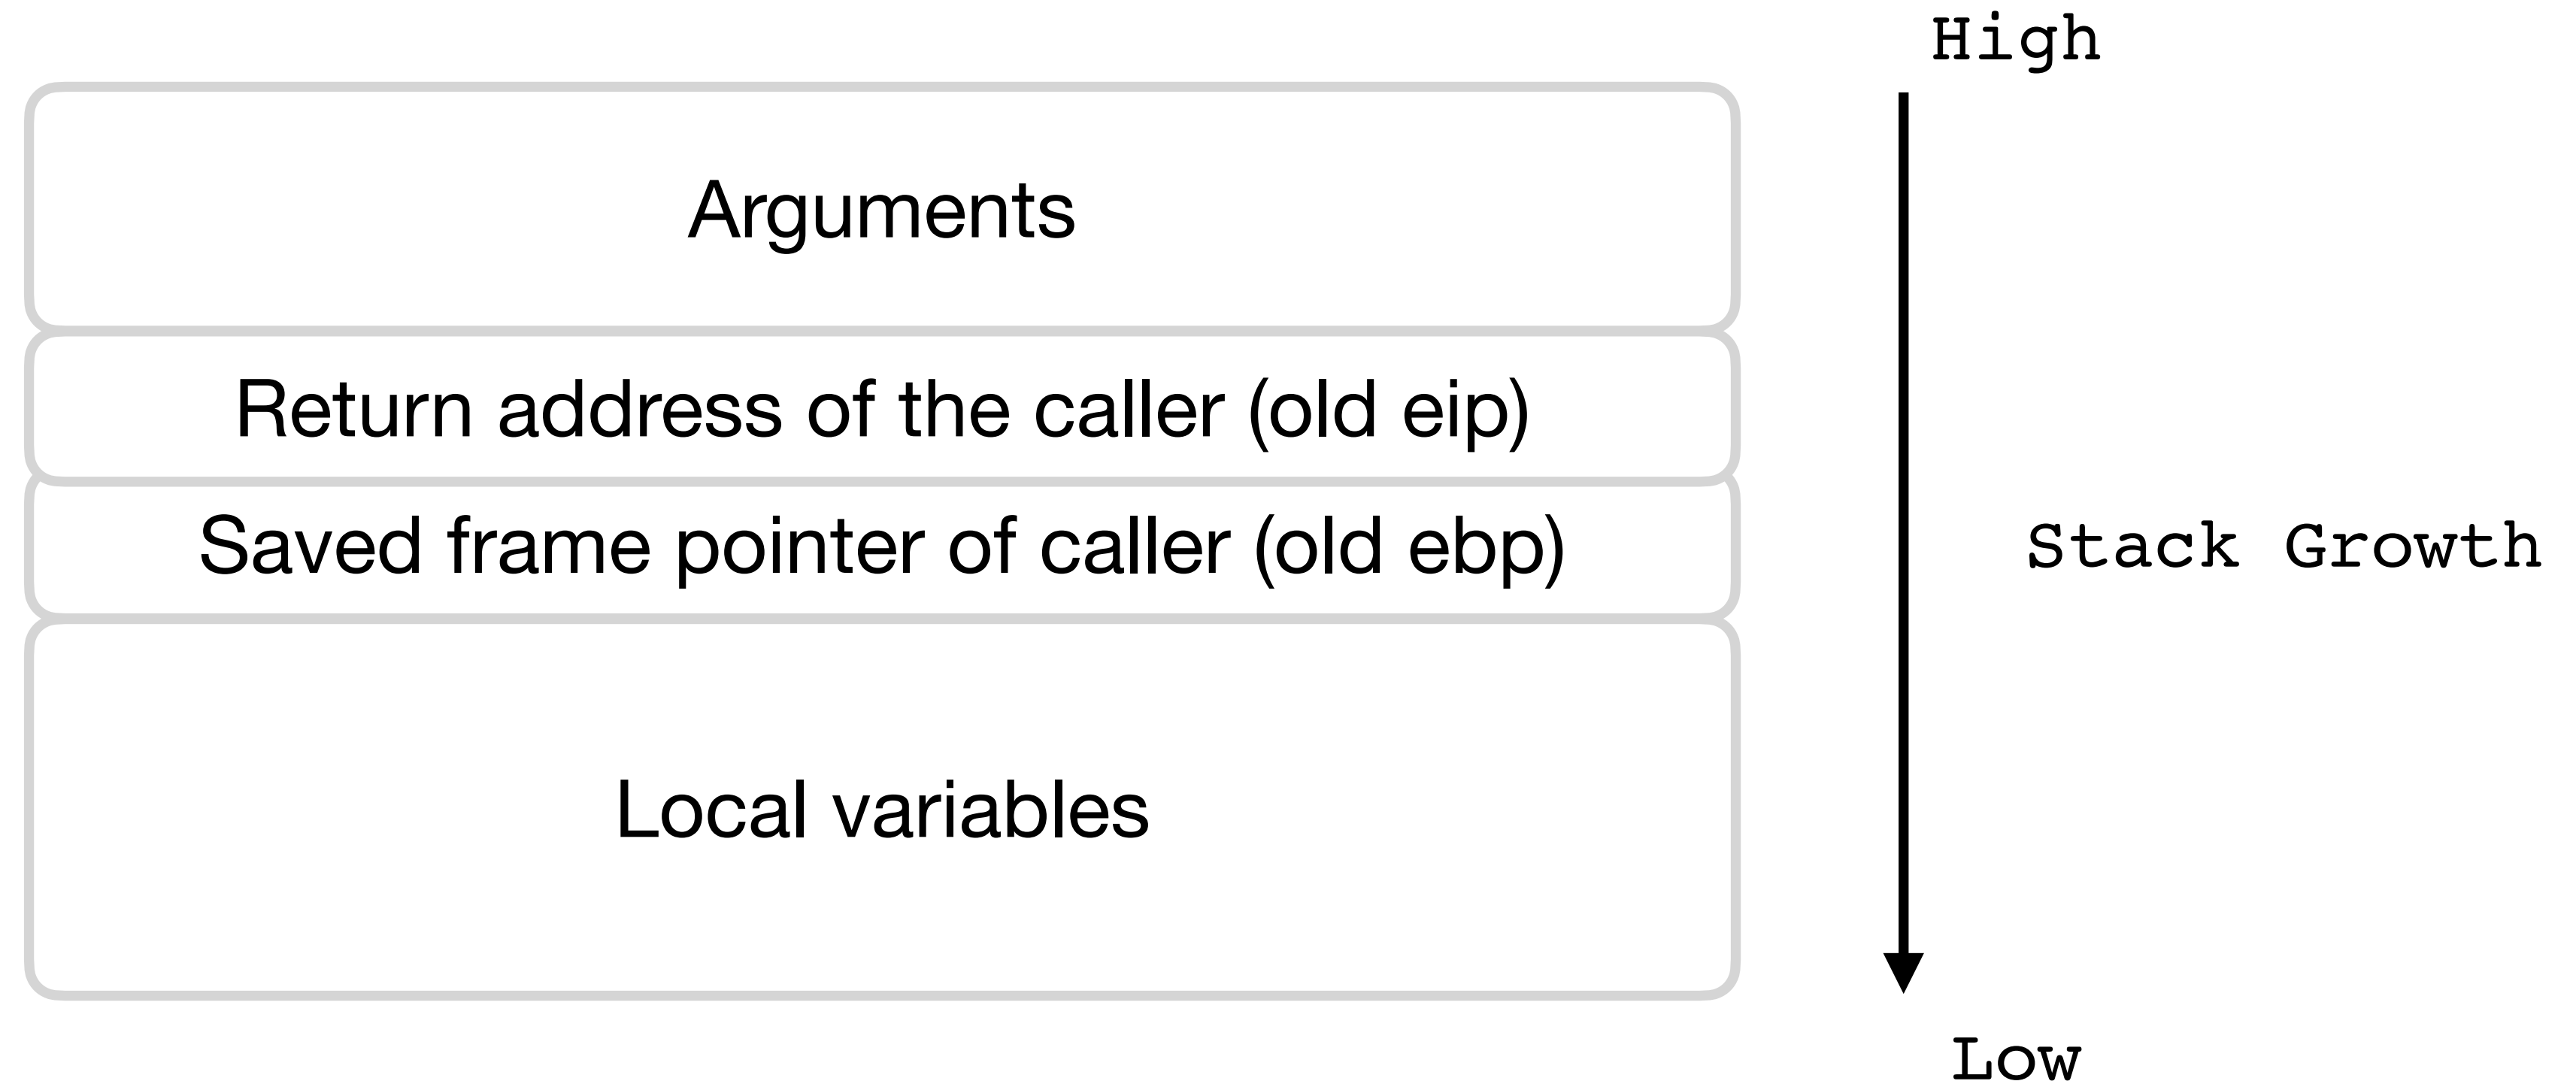 High
Arguments
Return address of the caller (old eip)
Saved frame pointer of caller (old ebp)
Stack Growth
Local variables
Low